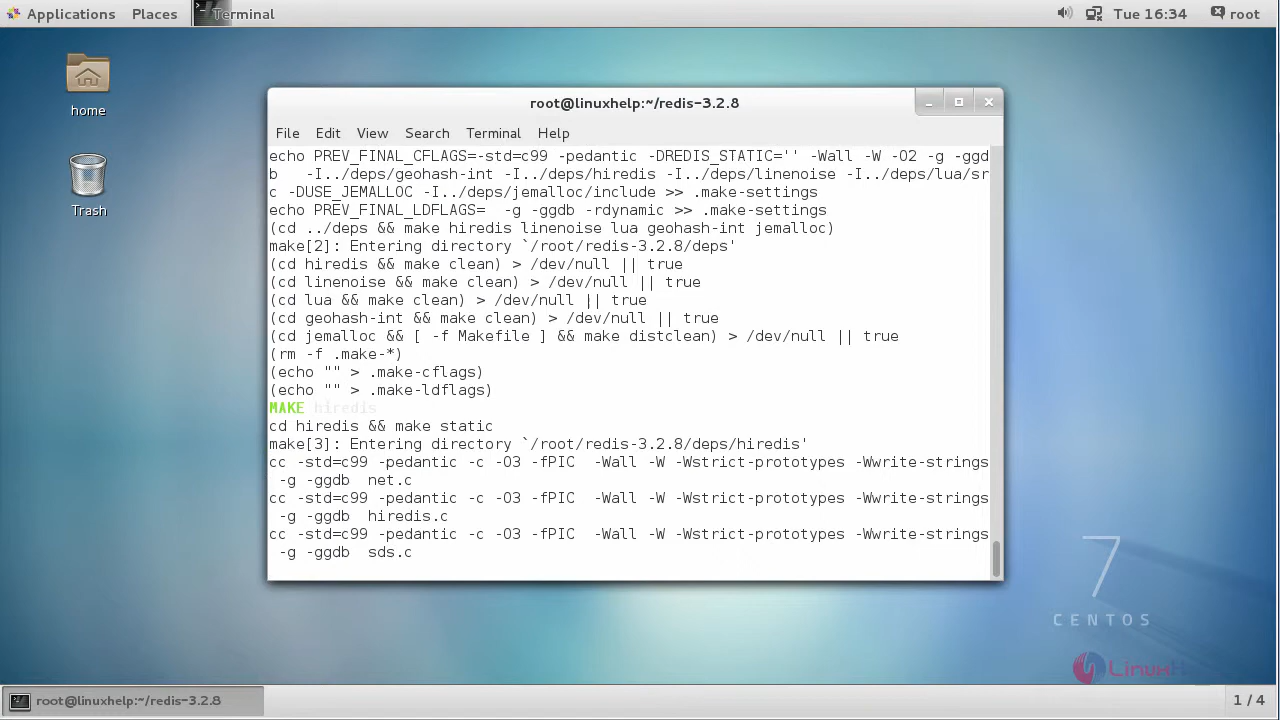 Applications Places Terminal Tue 16:34 root
home
Trash
root@linuxhelp:~/redis-3.2.8
File Edit View Search Terminal Help
echo PREV_FINAL_CFLAGS=-std=c99 -pedantic -DREDIS_STATIC='' -Wall -W -O2 -g -ggd
b   -I../deps/geohash-int -I../deps/hiredis -I../deps/linenoise -I../deps/lua/sr
c -DUSE_JEMALLOC -I../deps/jemalloc/include >> .make-settings
echo PREV_FINAL_LDFLAGS=  -g -ggdb -rdynamic >> .make-settings
(cd ../deps && make hiredis linenoise lua geohash-int jemalloc)
make[2]: Entering directory `/root/redis-3.2.8/deps'
(cd hiredis && make clean) > /dev/null || true
(cd linenoise && make clean) > /dev/null || true
(cd lua && make clean) > /dev/null || true
(cd geohash-int && make clean) > /dev/null || true
(cd jemalloc && [ -f Makefile ] && make distclean) > /dev/null || true
(rm -f .make-*)
(echo "" > .make-cflags)
(echo "" > .make-ldflags)
MAKE hiredis
cd hiredis && make static
make[3]: Entering directory `/root/redis-3.2.8/deps/hiredis'
cc -std=c99 -pedantic -c -O3 -fPIC  -Wall -W -Wstrict-prototypes -Wwrite-strings
 -g -ggdb  net.c
cc -std=c99 -pedantic -c -O3 -fPIC  -Wall -W -Wstrict-prototypes -Wwrite-strings
 -g -ggdb  hiredis.c
cc -std=c99 -pedantic -c -O3 -fPIC  -Wall -W -Wstrict-prototypes -Wwrite-strings
 -g -ggdb  sds.c
7
CENTOS
root@linuxhelp:~/redis-3.2.8 1 / 4